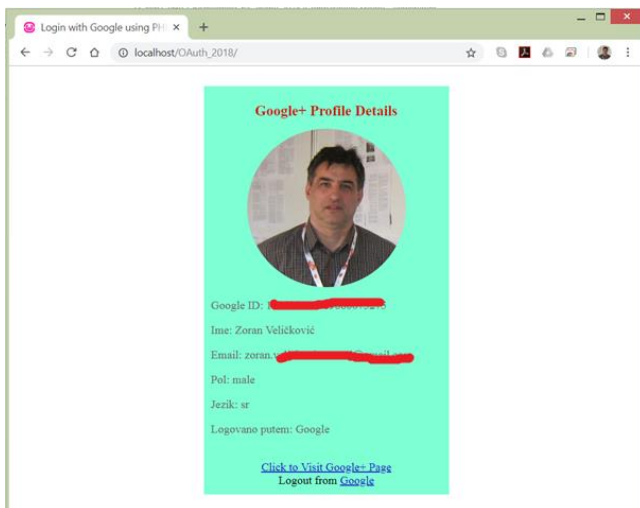 Login with Google using PH
localhost/OAuth_2018/
Google+ Profile Details
Google ID:
Ime: Zoran Veličković
Email:
Pol: male
Jezik: sr
Logovano putem: Google
Click to Visit Google+ Page
Logout from Google